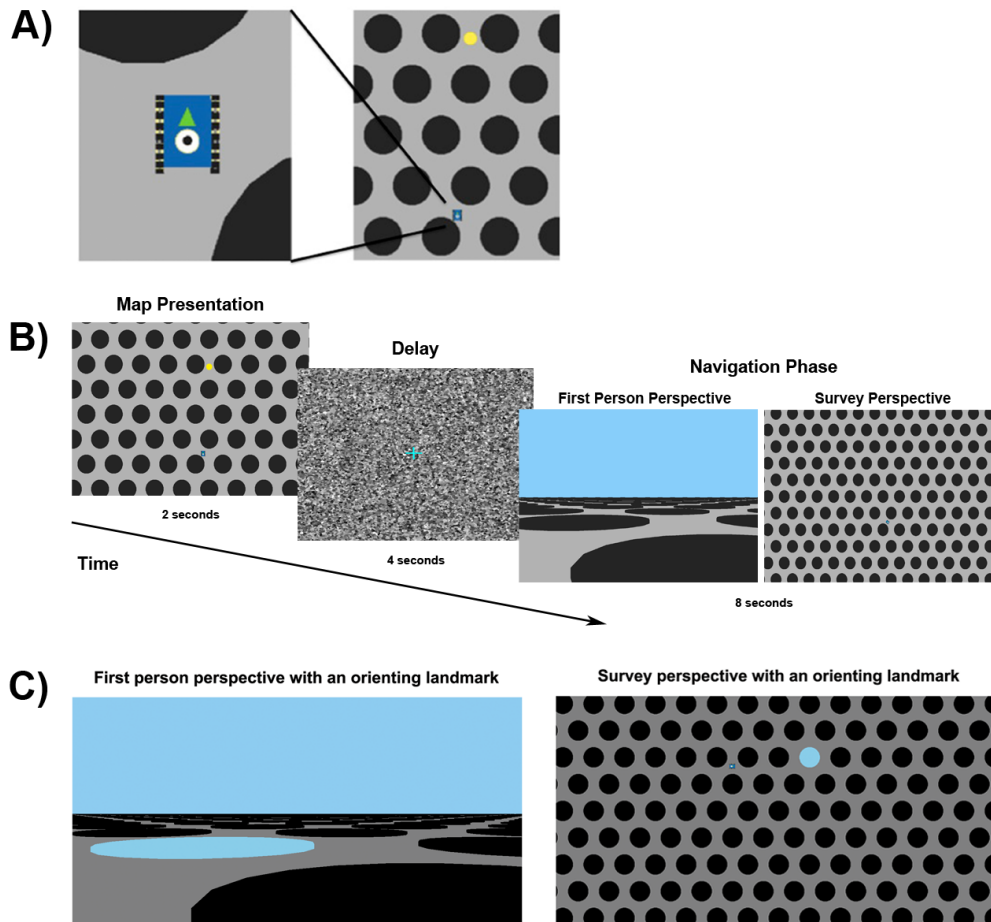 A)
B)
Map Presentation
2 seconds
Delay
4 seconds
Time
Navigation Phase
First Person Perspective
Survey Perspective
8 seconds
C)
First person perspective with an orienting landmark
Survey perspective with an orienting landmark